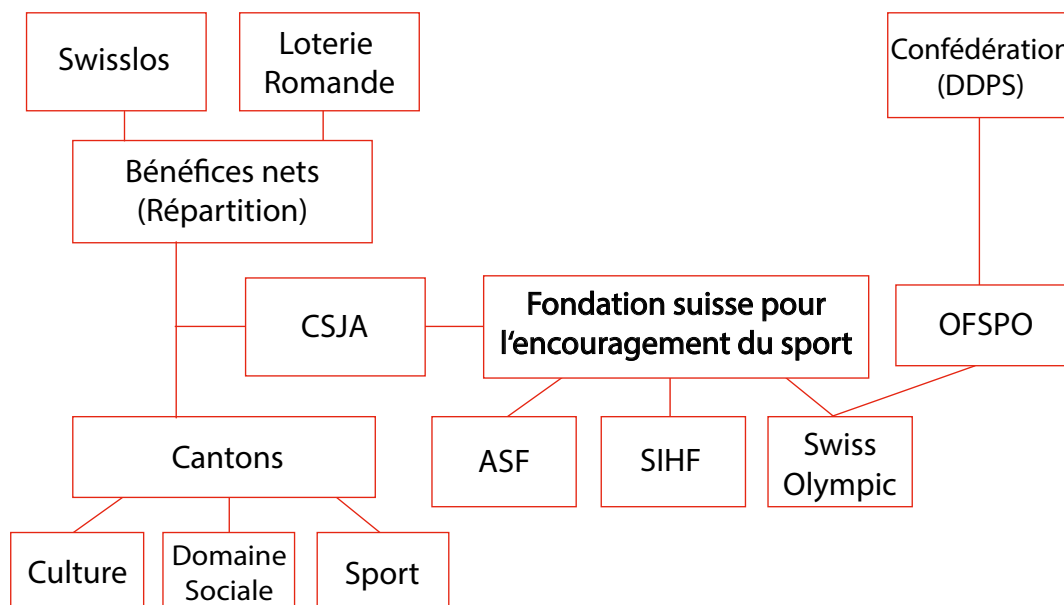 Swisslos
Loterie
Romande
Confédération
(DDPS)
Bénéfices nets
(Répartition)
CSJA
Fondation suisse pour
l'encouragement du sport
OFSPO
Cantons
ASF
SIHF
Swiss
Olympic
Culture
Domaine
Sociale
Sport